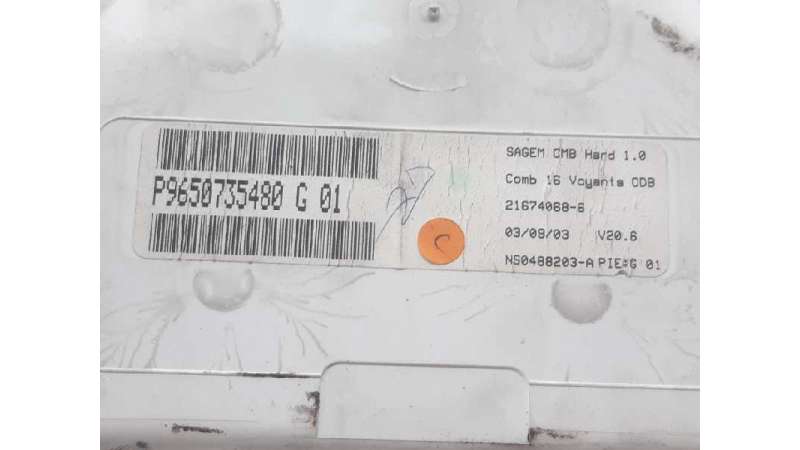 P9650735480 G 01
SAGEM CMB Hard 1.0
Comb 16 Voyants ODB
21674068-6
03/09/03 V20.6
NS0488203-A PIE:G 01
C